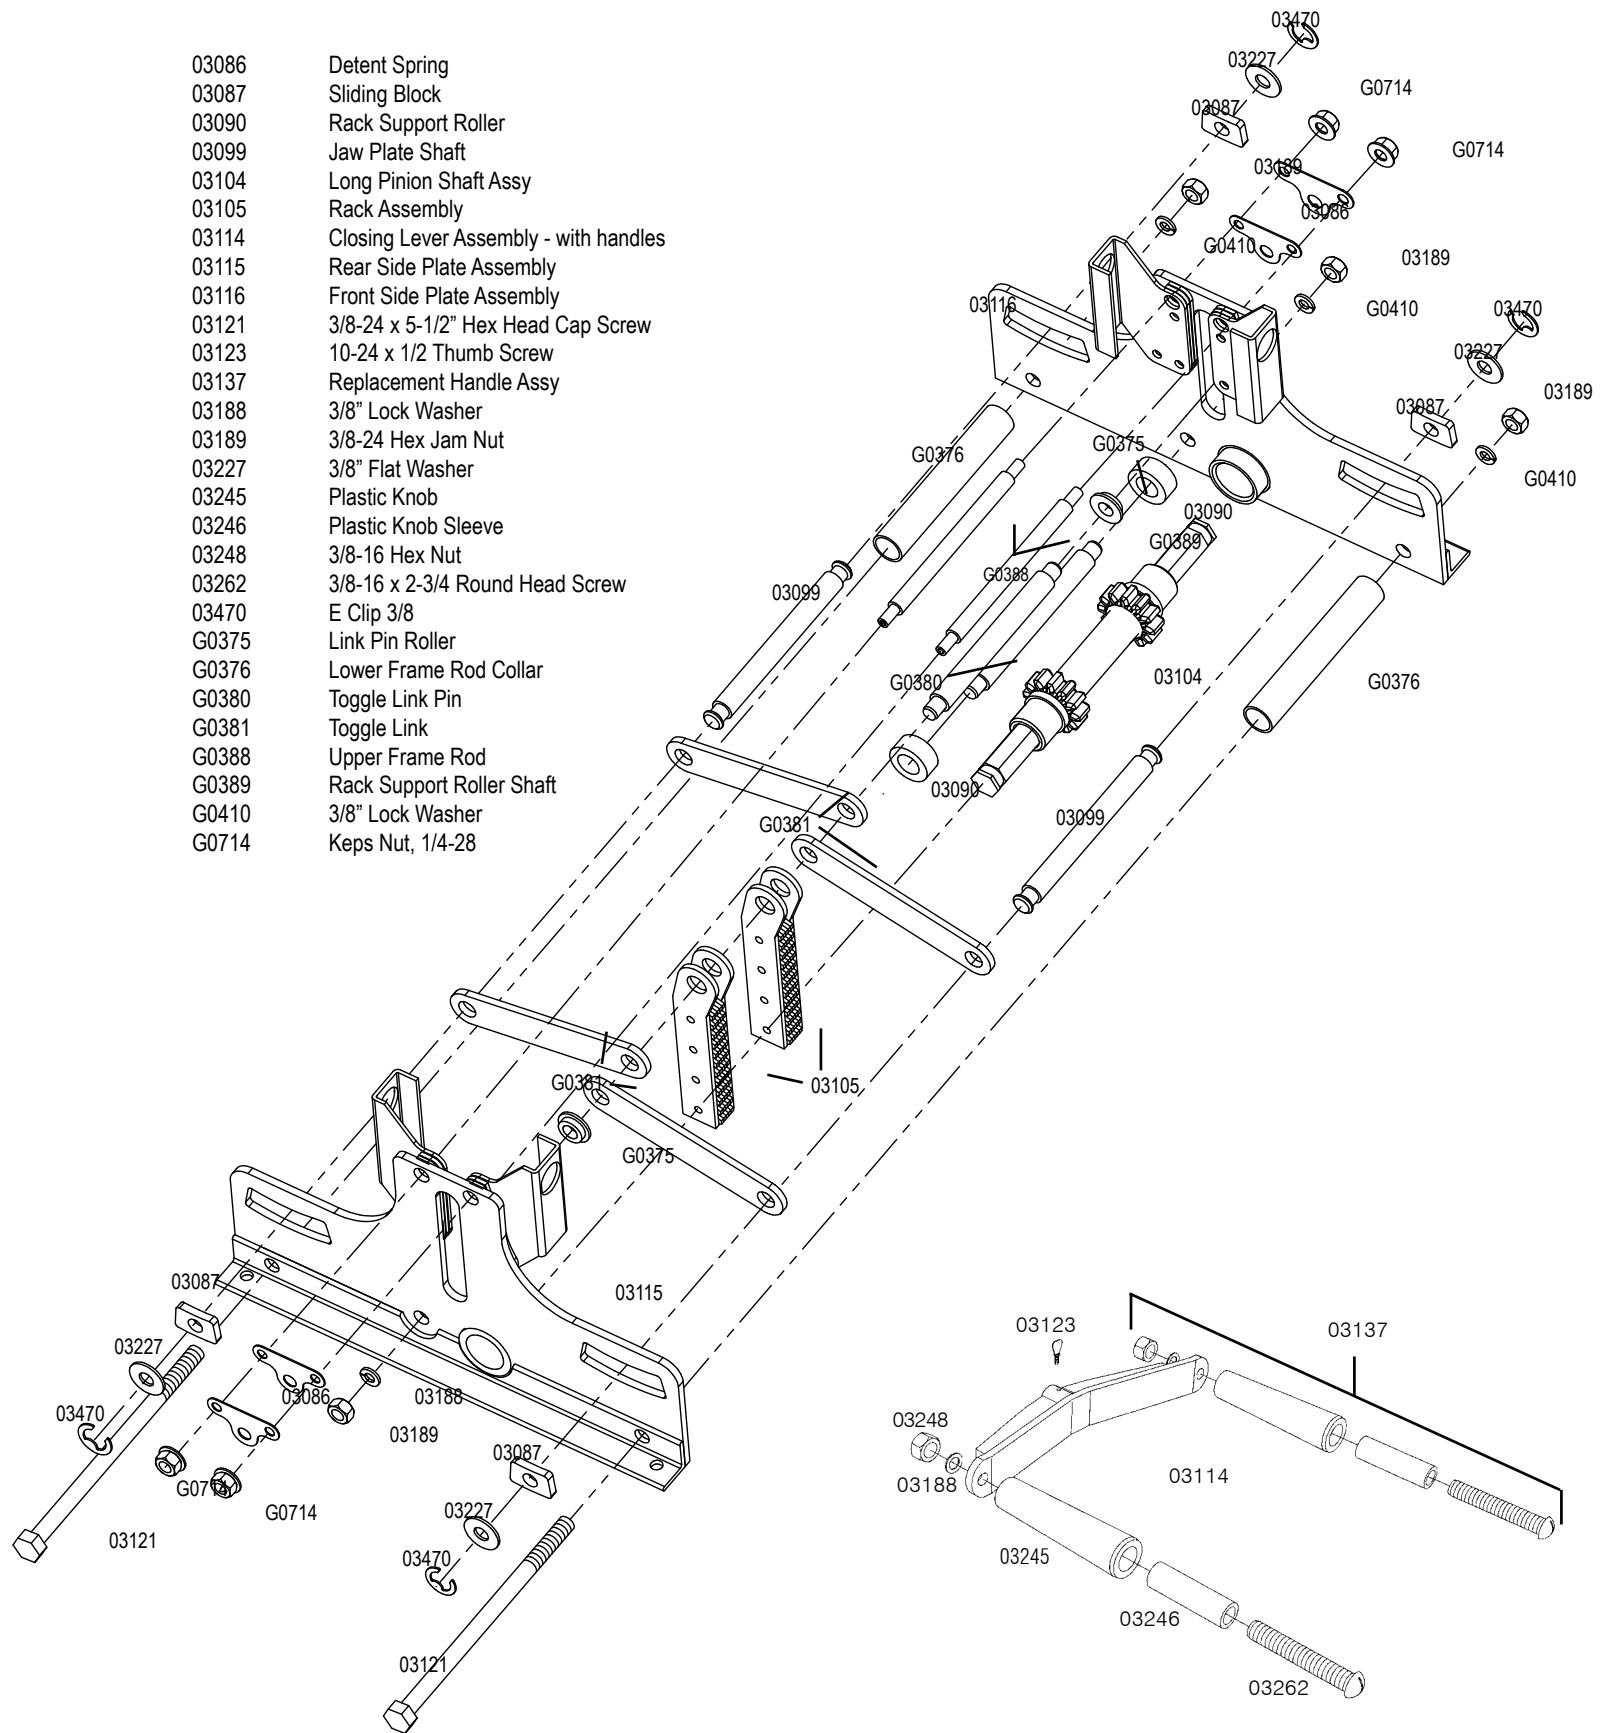 03086 Detent Spring
03087 Sliding Block
03090 Rack Support Roller
03099 Jaw Plate Shaft
03104 Long Pinion Shaft Assy
03105 Rack Assembly
03114 Closing Lever Assembly - with handles
03115 Rear Side Plate Assembly
03116 Front Side Plate Assembly
03121 3/8-24 x 5-1/2” Hex Head Cap Screw
03123 10-24 x 1/2 Thumb Screw
03137 Replacement Handle Assy
03188 3/8” Lock Washer
03189 3/8-24 Hex Jam Nut
03227 3/8” Flat Washer
03245 Plastic Knob
03246 Plastic Knob Sleeve
03248 3/8-16 Hex Nut
03262 3/8-16 x 2-3/4 Round Head Screw
03470 E Clip 3/8
G0375 Link Pin Roller
G0376 Lower Frame Rod Collar
G0380 Toggle Link Pin
G0381 Toggle Link
G0388 Upper Frame Rod
G0389 Rack Support Roller Shaft
G0410 3/8” Lock Washer
G0714 Keps Nut, 1/4-28
03470
03227
G0714
03087
G0714
03189
03086
G0410
03189
03116
G0410
03470
03227
03189
03087
G0375
G0376
G0410
03090
G0389
G0388
03099
03104
G0380
G0376
03090
03099
G0381
G0381
03105
G0375
03087
03115
03227
03086
03188
03470
03189
03087
G0714
G0714
03227
03121
03470
03121
03123
03137
03248
03188
03114
03245
03246
03262